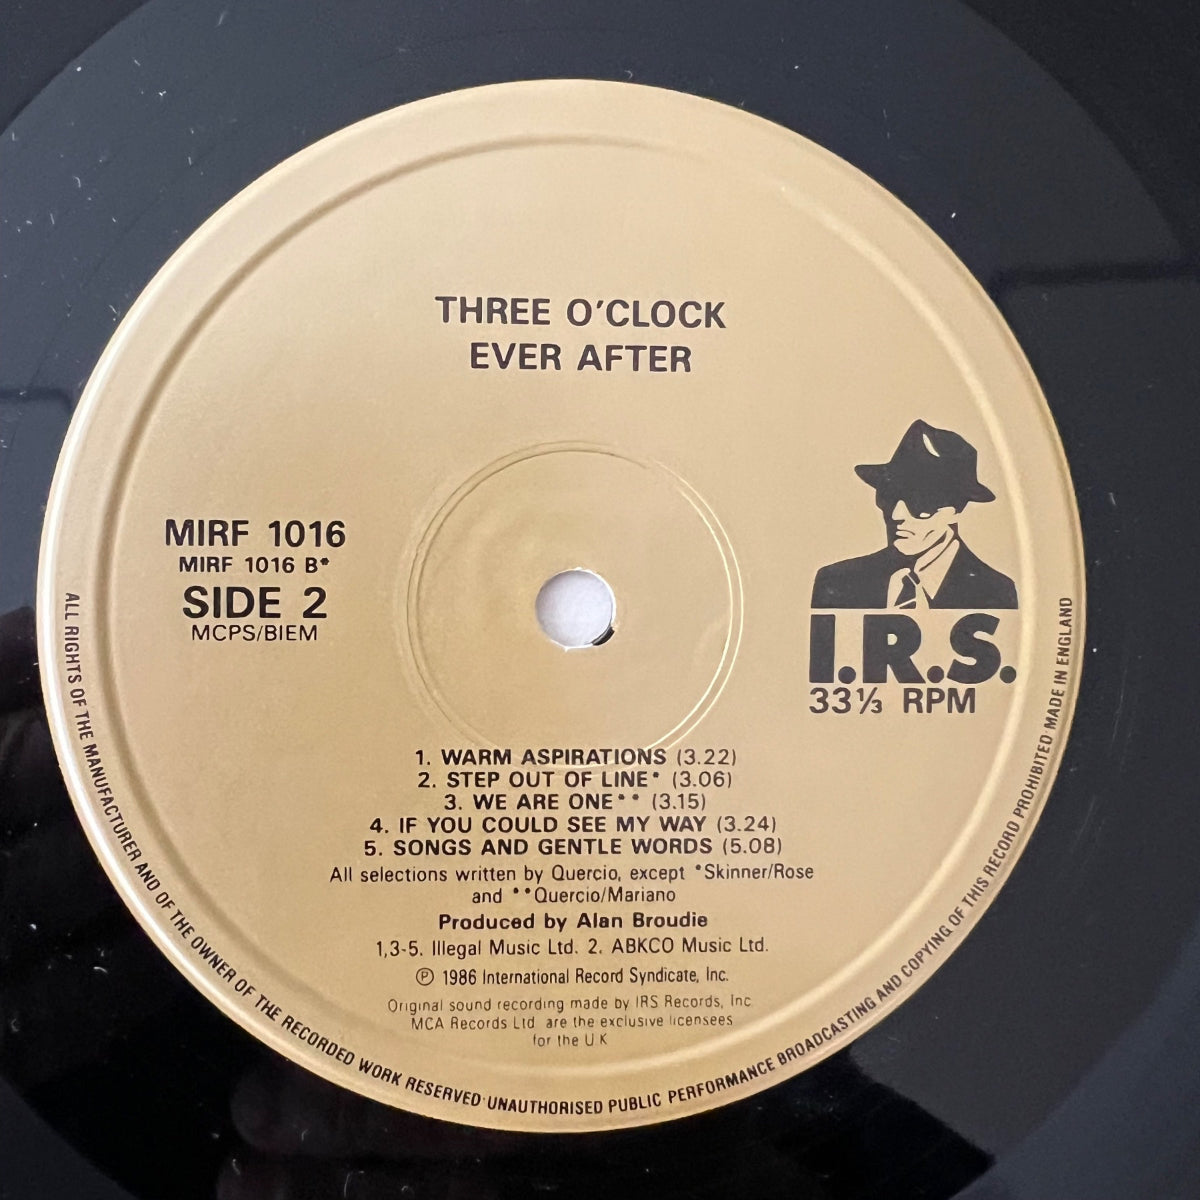 THREE O'CLOCK
EVER AFTER
MIRF 1016
MIRF 1016 B*
SIDE 2
MCPS/BIEM
I.R.S.
33⅓ RPM
1. WARM ASPIRATIONS (3.22)
2. STEP OUT OF LINE* (3.06)
3. WE ARE ONE** (3.15)
4. IF YOU COULD SEE MY WAY (3.24)
5. SONGS AND GENTLE WORDS (5.08)
All selections written by Quercio, except *Skinner/Rose
and **Quercio/Mariano
Produced by Alan Broudie
1,3-5. Illegal Music Ltd. 2. ABKCO Music Ltd.
Ⓟ 1986 International Record Syndicate, Inc.
Original sound recording made by IRS Records, Inc.
MCA Records Ltd. are the exclusive licensees
for the U K
ALL RIGHTS OF THE MANUFACTURER AND OF THE OWNER OF THE RECORDED WORK RESERVED·UNAUTHORISED PUBLIC PERFORMANCE BROADCASTING AND COPYING OF THIS RECORD PROHIBITED·MADE IN ENGLAND